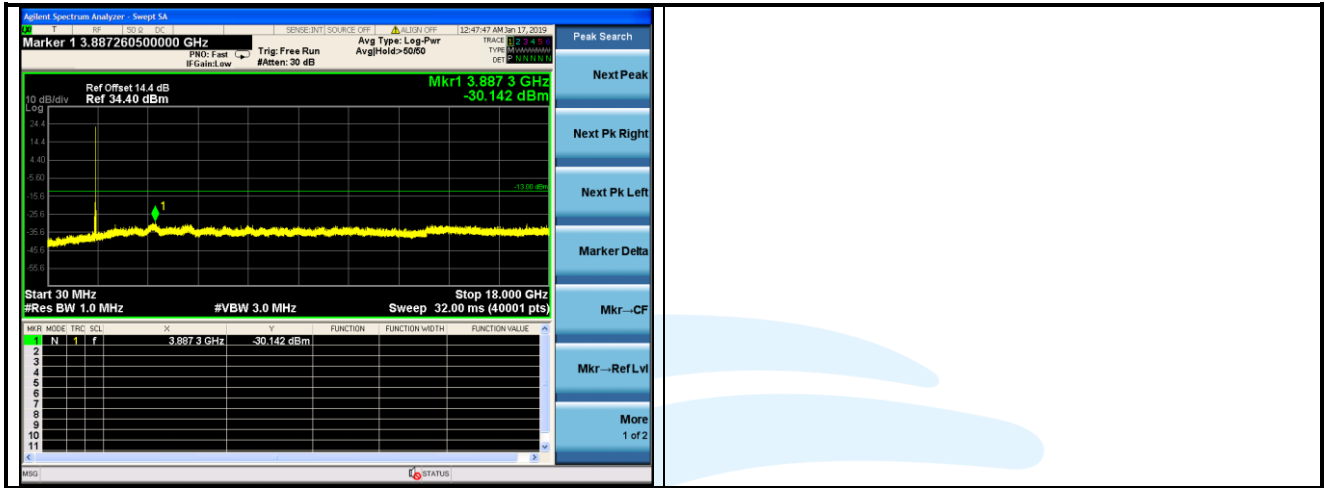 Agilent Spectrum Analyzer - Swept SA
T RF 50 Ω DC SENSE:INT SOURCE OFF ALIGN OFF 12:47:47 AM Jan 17, 2019
Marker 1 3.887260500000 GHz
PNO: Fast
IFGain:Low
Trig: Free Run
#Atten: 30 dB
Avg Type: Log-Pwr
Avg|Hold:>50/50
TRACE 1 2 3 4 5 6
TYPE M
DET P N N N N N
Peak Search
Mkr1 3.887 3 GHz
-30.142 dBm
Ref Offset 14.4 dB
10 dB/div Ref 34.40 dBm
Log
24.4
14.4
4.40
-5.60
-15.6
-25.6
-35.6
-45.6
-55.6
-13.00 dBm
1
Start 30 MHz Stop 18.000 GHz
#Res BW 1.0 MHz #VBW 3.0 MHz Sweep 32.00 ms (40001 pts)
MKR MODE TRC SCL X Y FUNCTION FUNCTION WIDTH FUNCTION VALUE
1 N 1 f 3.887 3 GHz -30.142 dBm
2
3
4
5
6
7
8
9
10
11
MSG STATUS
Next Peak
Next Pk Right
Next Pk Left
Marker Delta
Mkr→CF
Mkr→Ref Lvl
More
1 of 2